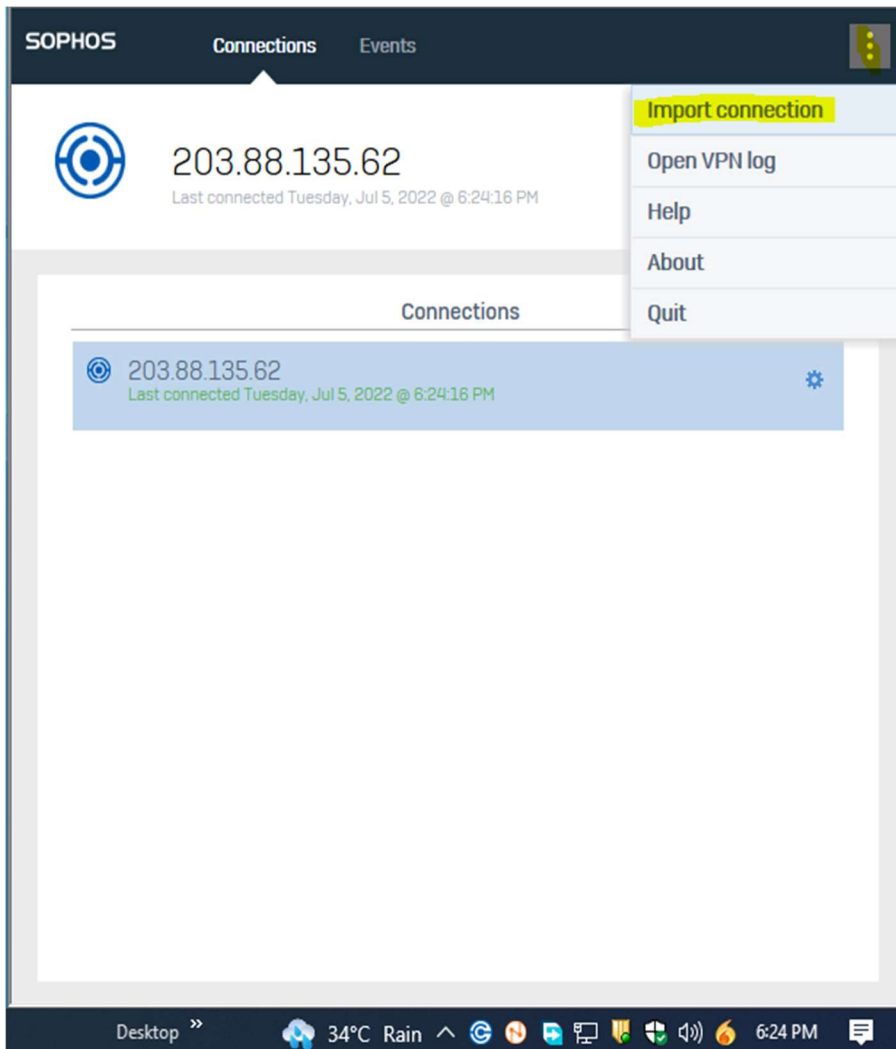 SOPHOS
Connections
Events
Import connection
Open VPN log
Help
About
Quit
203.88.135.62
Last connected Tuesday, Jul 5, 2022 @ 6:24:16 PM
Connections
203.88.135.62
Last connected Tuesday, Jul 5, 2022 @ 6:24:16 PM
Desktop »
34°C Rain
6:24 PM